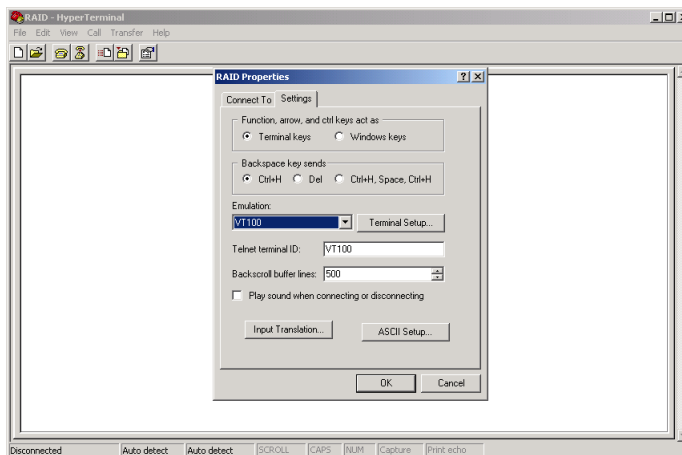 RAID - HyperTerminal
File Edit View Call Transfer Help
RAID Properties
Connect To Settings
Function, arrow, and ctrl keys act as
Terminal keys Windows keys
Backspace key sends
Ctrl+H Del Ctrl+H, Space, Ctrl+H
Emulation:
VT100 Terminal Setup...
Telnet terminal ID: VT100
Backscroll buffer lines: 500
Play sound when connecting or disconnecting
Input Translation... ASCII Setup...
OK Cancel
Disconnected Auto detect Auto detect SCROLL CAPS NUM Capture Print echo